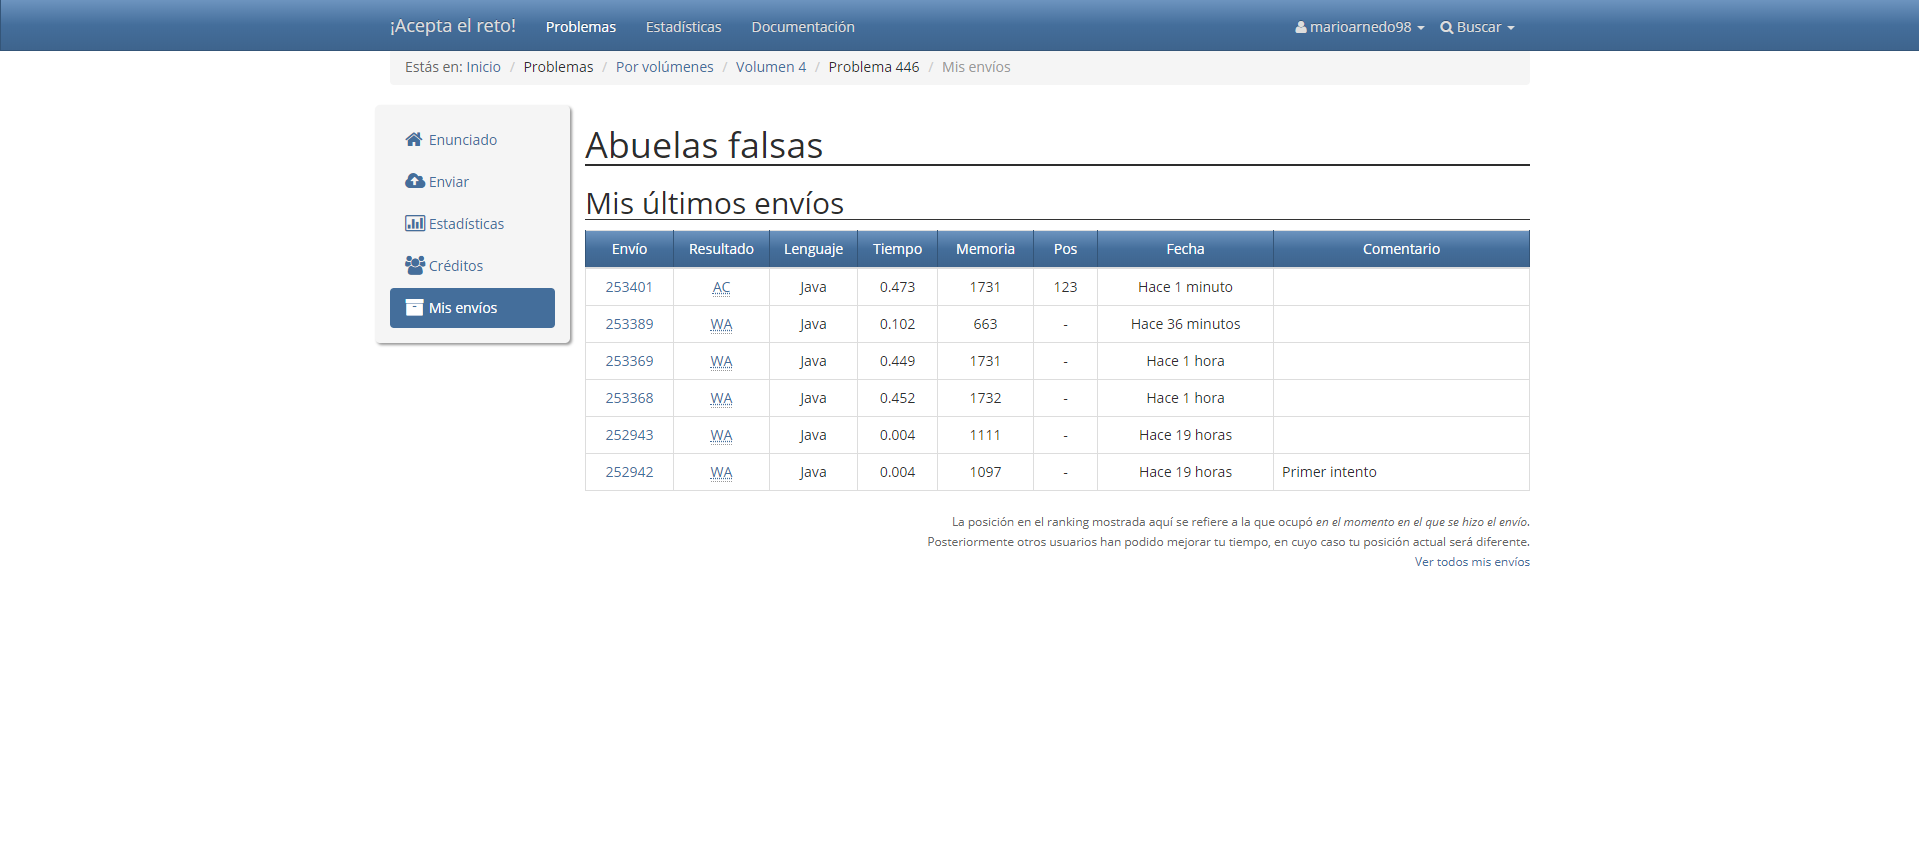 ¡Acepta el reto! Problemas Estadísticas Documentación marioarnedo98 Buscar
Estás en: Inicio / Problemas / Por volúmenes / Volumen 4 / Problema 446 / Mis envíos
Enunciado
Enviar
Estadísticas
Créditos
Mis envíos
Abuelas falsas
Mis últimos envíos
Envío Resultado Lenguaje Tiempo Memoria Pos Fecha Comentario
253401 AC Java 0.473 1731 123 Hace 1 minuto
253389 WA Java 0.102 663 - Hace 36 minutos
253369 WA Java 0.449 1731 - Hace 1 hora
253368 WA Java 0.452 1732 - Hace 1 hora
252943 WA Java 0.004 1111 - Hace 19 horas
252942 WA Java 0.004 1097 - Hace 19 horas Primer intento
La posición en el ranking mostrada aquí se refiere a la que ocupó en el momento en el que se hizo el envío.
Posteriormente otros usuarios han podido mejorar tu tiempo, en cuyo caso tu posición actual será diferente.
Ver todos mis envíos